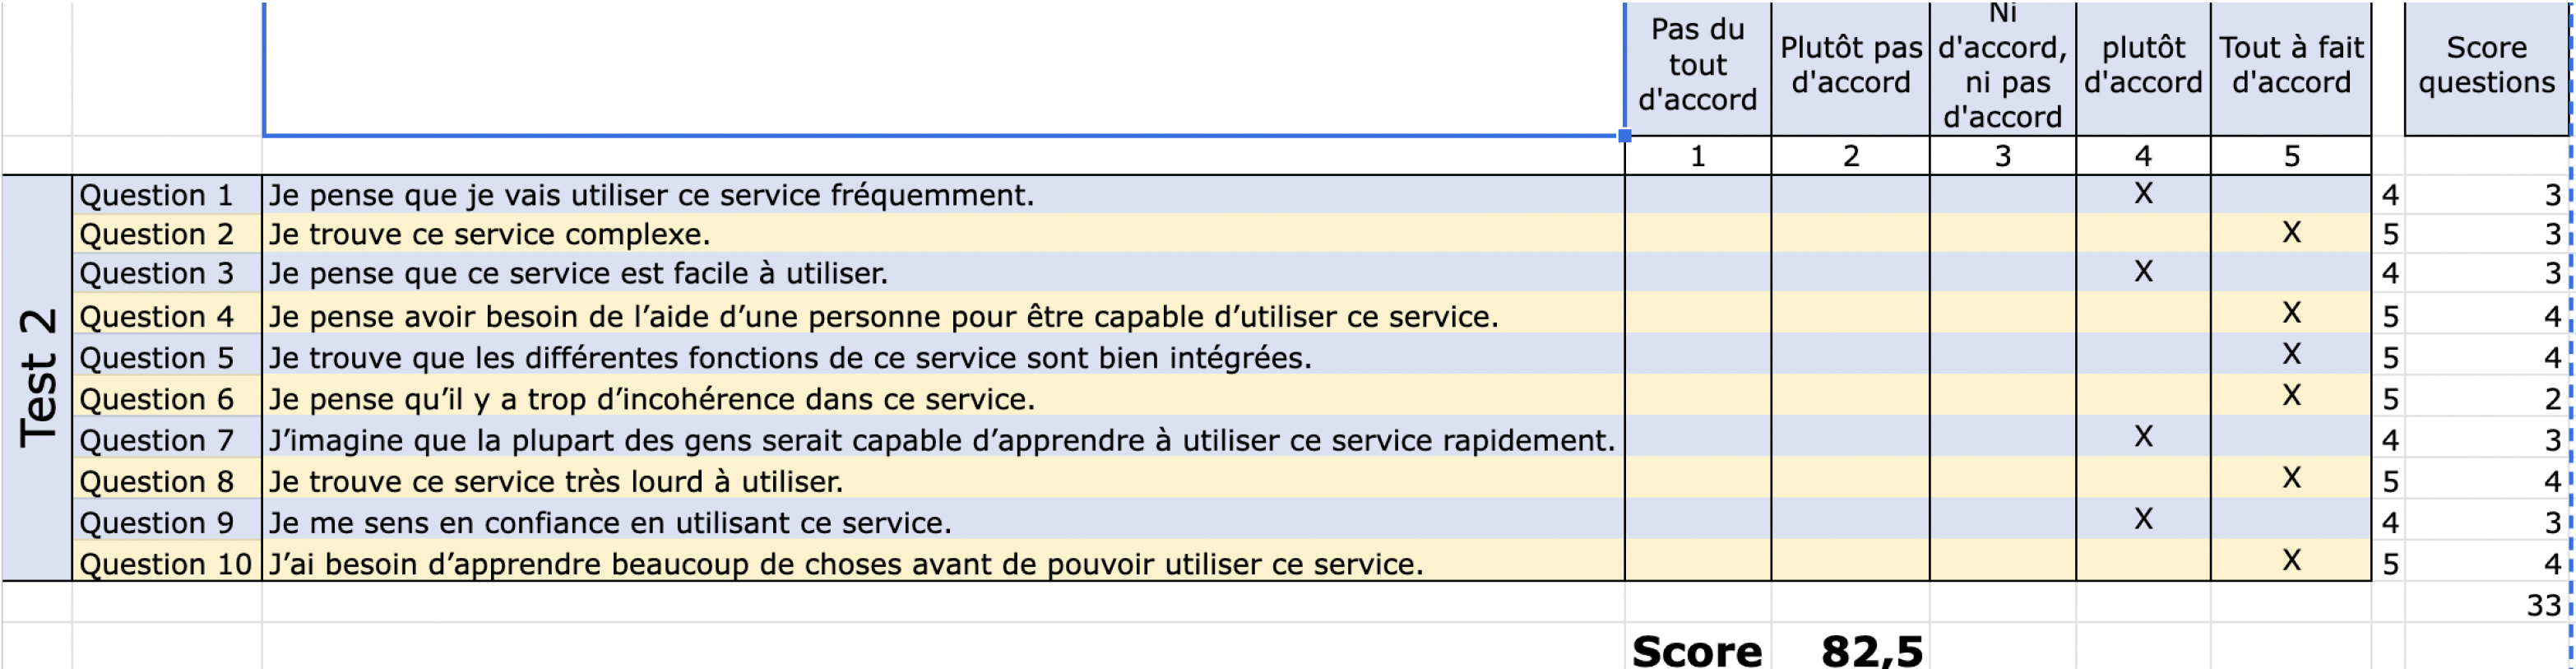 Pas du tout d'accord	Plutôt pas d'accord	Ni d'accord, ni pas d'accord	plutôt d'accord	Tout à fait d'accord	Score questions
1	2	3	4	5
Test 2
Question 1	Je pense que je vais utiliser ce service fréquemment.	X	4	3
Question 2	Je trouve ce service complexe.	X	5	3
Question 3	Je pense que ce service est facile à utiliser.	X	4	3
Question 4	Je pense avoir besoin de l’aide d’une personne pour être capable d’utiliser ce service.	X	5	4
Question 5	Je trouve que les différentes fonctions de ce service sont bien intégrées.	X	5	4
Question 6	Je pense qu’il y a trop d’incohérence dans ce service.	X	5	2
Question 7	J’imagine que la plupart des gens serait capable d’apprendre à utiliser ce service rapidement.	X	4	3
Question 8	Je trouve ce service très lourd à utiliser.	X	5	4
Question 9	Je me sens en confiance en utilisant ce service.	X	4	3
Question 10	J’ai besoin d’apprendre beaucoup de choses avant de pouvoir utiliser ce service.	X	5	4
33
Score	82,5